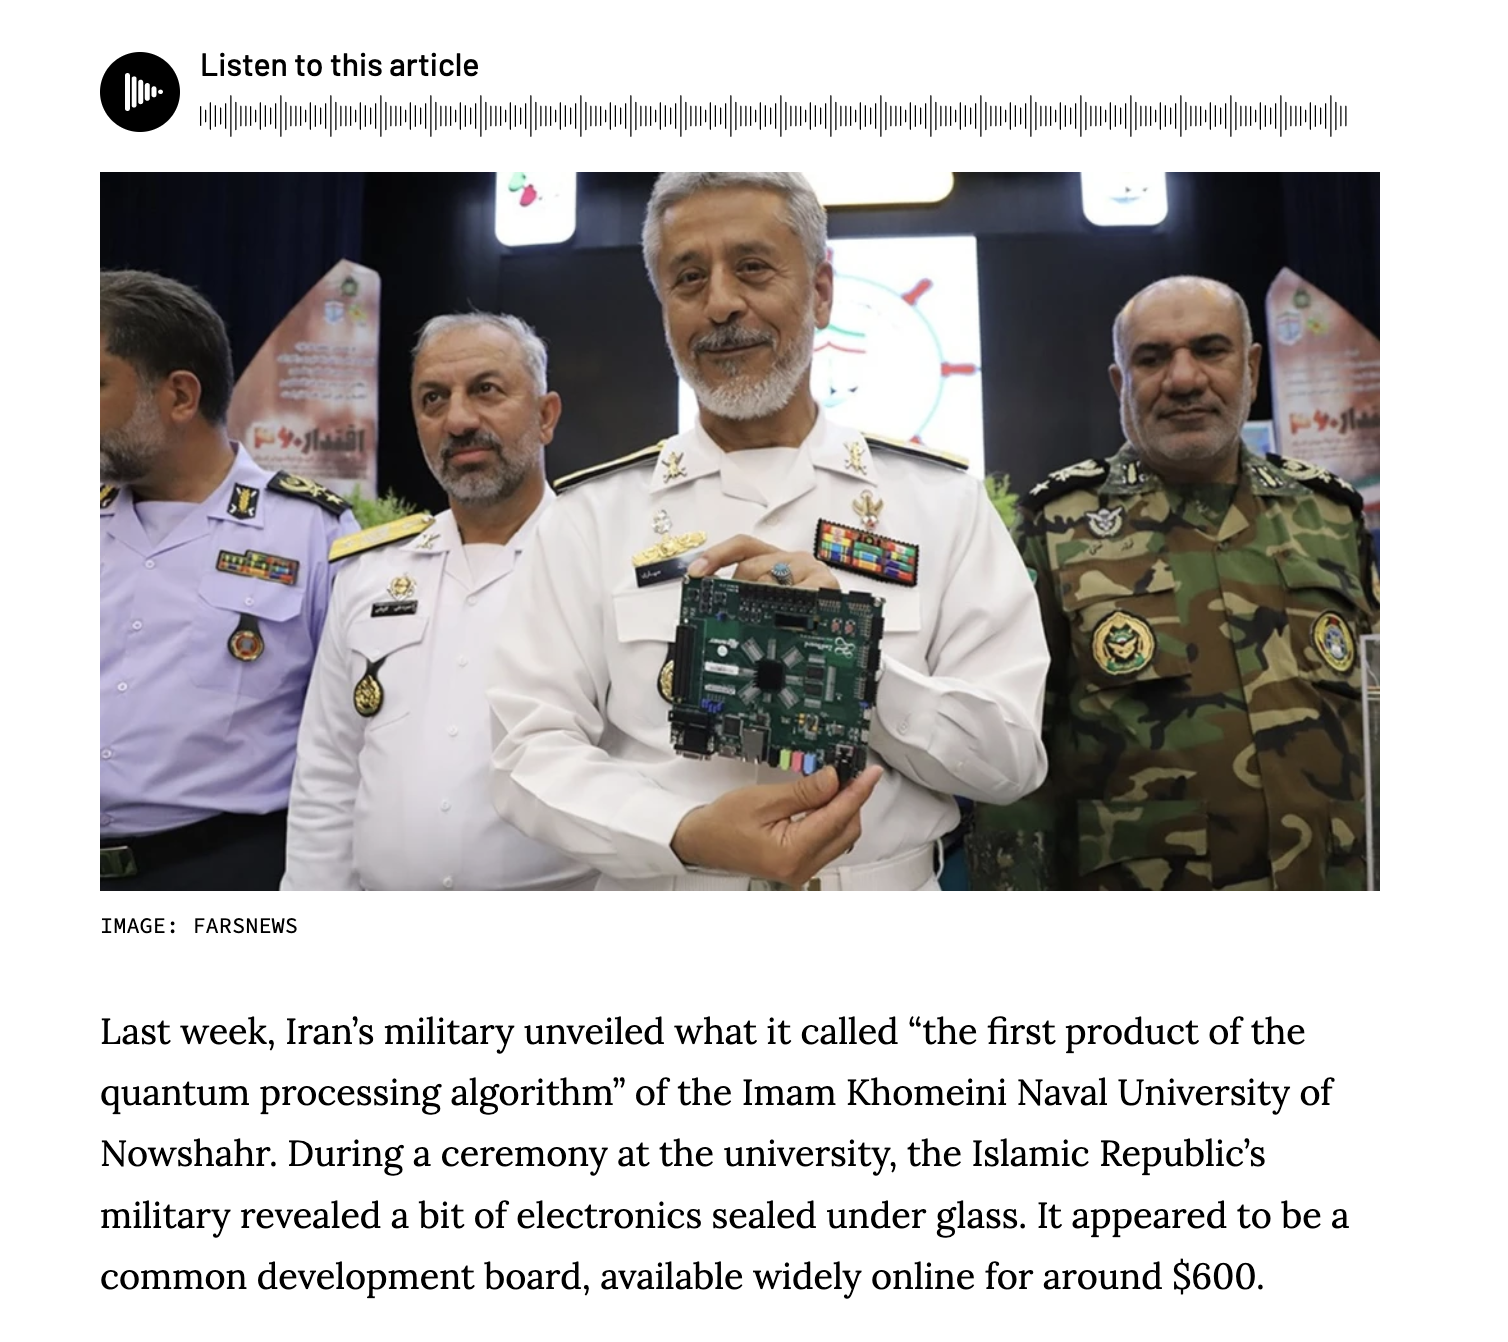 Listen to this article
اقتدار ۴۰۳
اقتدار
IMAGE: FARSNEWS
Last week, Iran’s military unveiled what it called “the first product of the
quantum processing algorithm” of the Imam Khomeini Naval University of
Nowshahr. During a ceremony at the university, the Islamic Republic’s
military revealed a bit of electronics sealed under glass. It appeared to be a
common development board, available widely online for around $600.